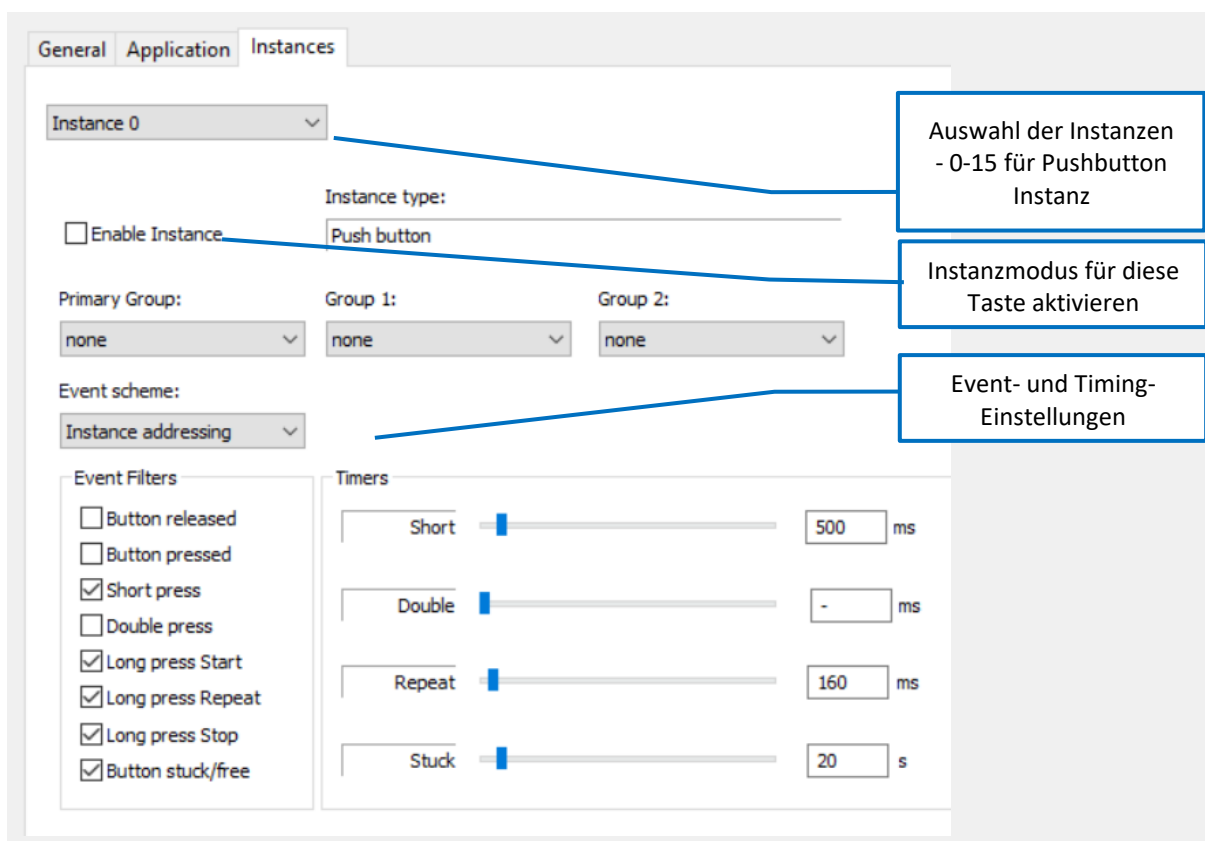 General Application Instances
Instance 0
Auswahl der Instanzen
- 0-15 für Pushbutton
Instanz
Instance type:
Enable Instance
Push button
Instanzmodus für diese
Taste aktivieren
Primary Group:
Group 1:
Group 2:
none
none
none
Event scheme:
Instance addressing
Event- und Timing-
Einstellungen
Event Filters
Button released
Button pressed
Short press
Double press
Long press Start
Long press Repeat
Long press Stop
Button stuck/free
Timers
Short 500 ms
Double - ms
Repeat 160 ms
Stuck 20 s